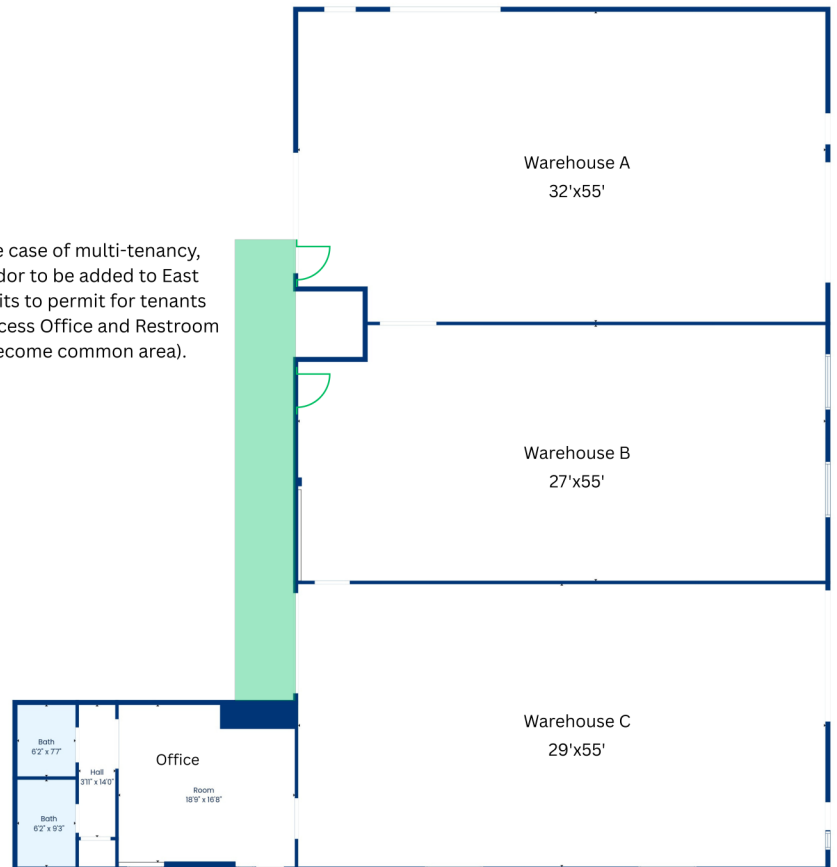 Warehouse A
32'x55'
e case of multi-tenancy,
dor to be added to East
its to permit for tenants
cess Office and Restroom
ecome common area).
Warehouse B
27'x55'
Warehouse C
29'x55'
Office
Room
18'9" x 16'8"
Bath
6'2" x 7'7"
Hall
3'11" x 14'0"
Bath
6'2" x 9'3"